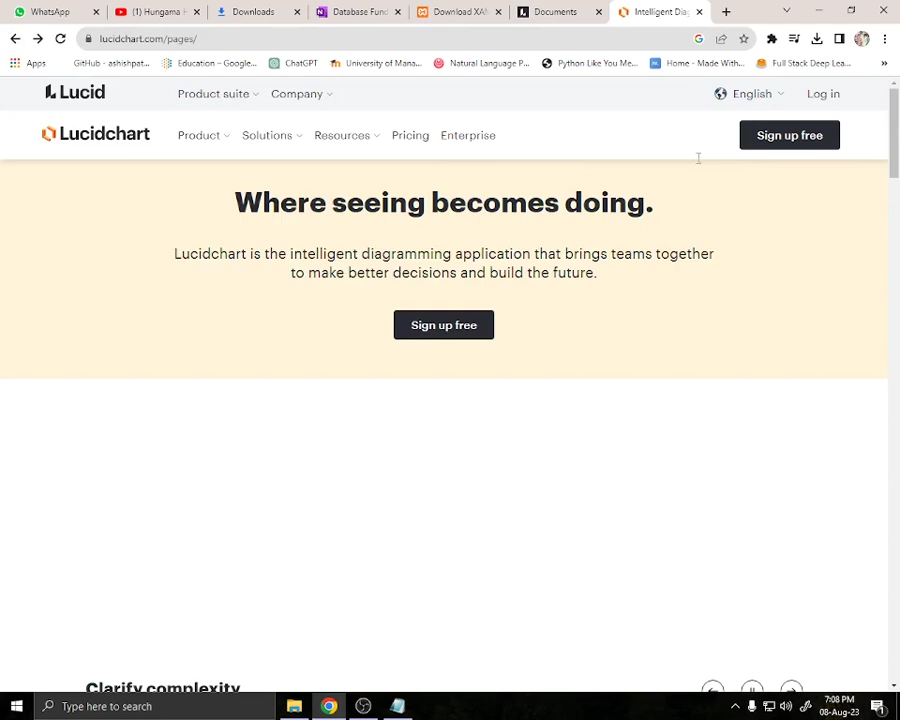 WhatsApp
(1) Hungama
Downloads
Database Fund
Download XAM
Documents
Intelligent Dia
lucidchart.com/pages/
Apps
GitHub - ashishpat...
Education – Google...
ChatGPT
University of Mana...
Natural Language P...
Python Like You Me...
Home - Made With...
Full Stack Deep Lea...
»
Lucid
Product suite
Company
English
Log in
Lucidchart
Product
Solutions
Resources
Pricing
Enterprise
Sign up free
Where seeing becomes doing.
Lucidchart is the intelligent diagramming application that brings teams together
to make better decisions and build the future.
Sign up free
Clarify complexity
Type here to search
7:08 PM
08-Aug-23